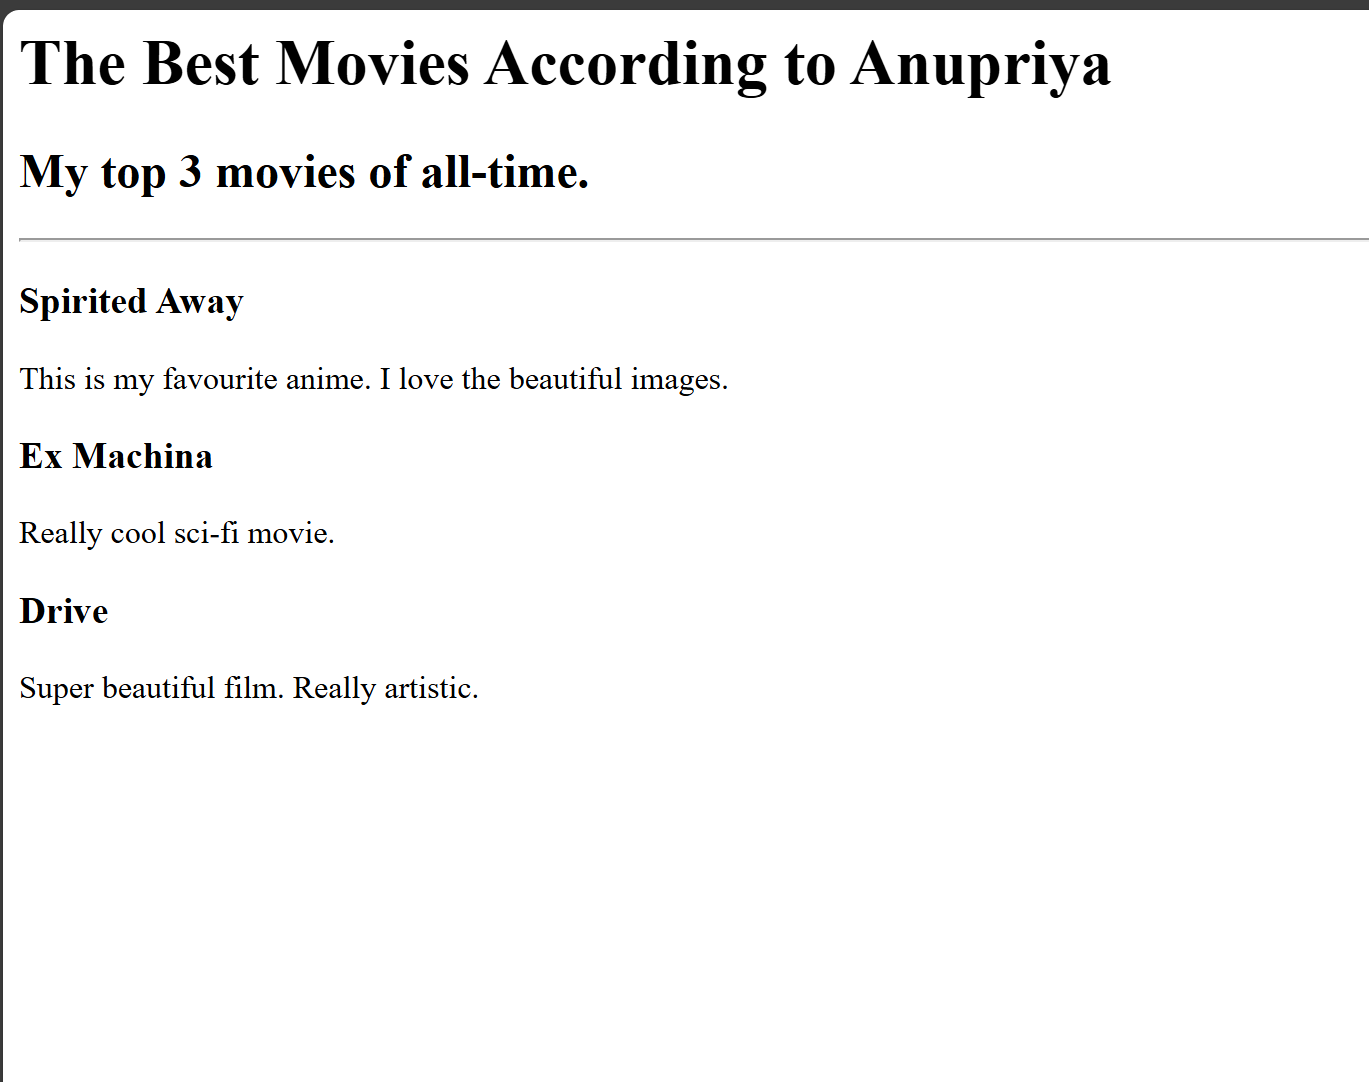 The Best Movies According to Anupriya
My top 3 movies of all-time.
Spirited Away
This is my favourite anime. I love the beautiful images.
Ex Machina
Really cool sci-fi movie.
Drive
Super beautiful film. Really artistic.